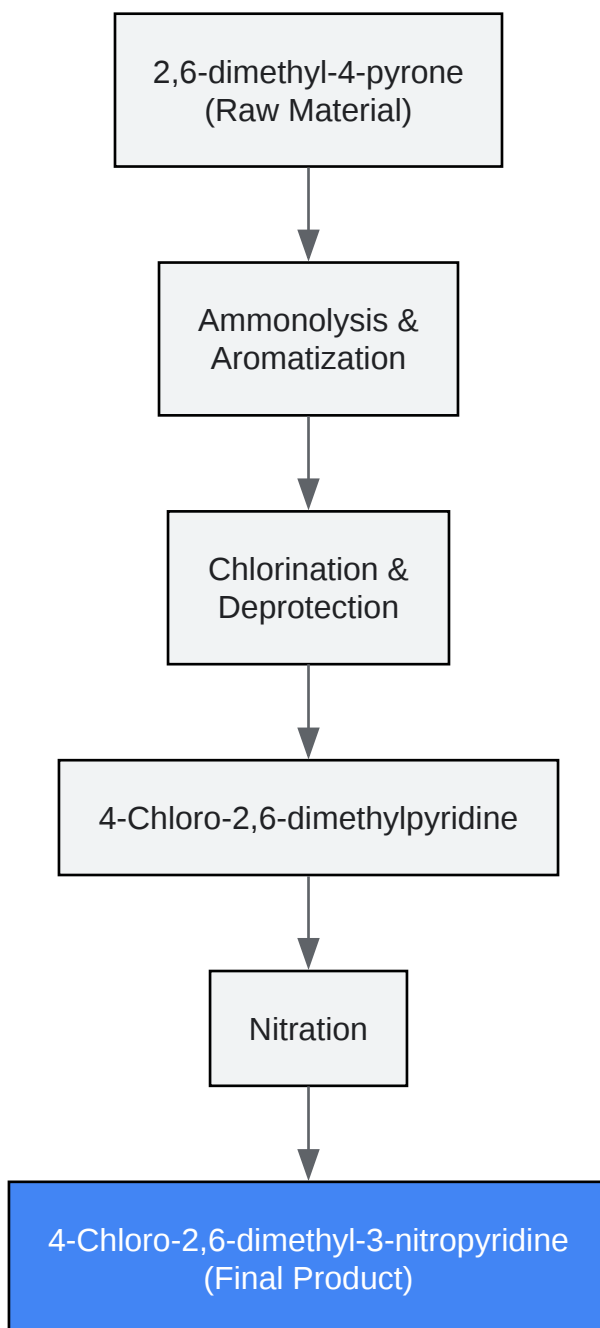 2,6-dimethyl-4-pyrone
(Raw Material)
Ammonolysis &
Aromatization
Chlorination &
Deprotection
4-Chloro-2,6-dimethylpyridine
Nitration
4-Chloro-2,6-dimethyl-3-nitropyridine
(Final Product)